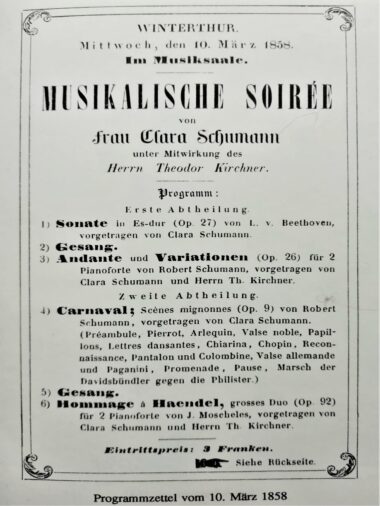 WINTERTHUR.
Mittwoch, den 10. März 1858.
Im Musiksaale.
MUSIKALISCHE SOIRÉE
von
Frau Clara Schumann
unter Mitwirkung des
Herrn Theodor Kirchner.
Programm:
Erste Abtheilung.
1) Sonate in Es-dur (Op. 27) von L. v. Beethoven,
vorgetragen von Clara Schumann.
2) Gesang.
3) Andante und Variationen (Op. 26) für 2
Pianoforte von Robert Schumann, vorgetragen von
Clara Schumann und Herrn Th. Kirchner.
Zweite Abtheilung.
4) Carnaval; Scènes mignonnes (Op. 9) von Robert
Schumann, vorgetragen von Clara Schumann.
(Préambule, Pierrot, Arlequin, Valse noble, Papil-
lons, Lettres dansantes, Chiarina, Chopin, Recon-
naissance, Pantalon und Colombine, Valse allemande
und Paganini, Promenade, Pause, Marsch der
Davidsbündler gegen die Philister.)
5) Gesang.
6) Hommage à Haendel, grosses Duo (Op. 92)
für 2 Pianoforte von J. Moscheles, vorgetragen von
Clara Schumann und Herrn Th. Kirchner.
Eintrittspreis: 3 Franken.
Siehe Rückseite.
Programmzettel vom 10. März 1858